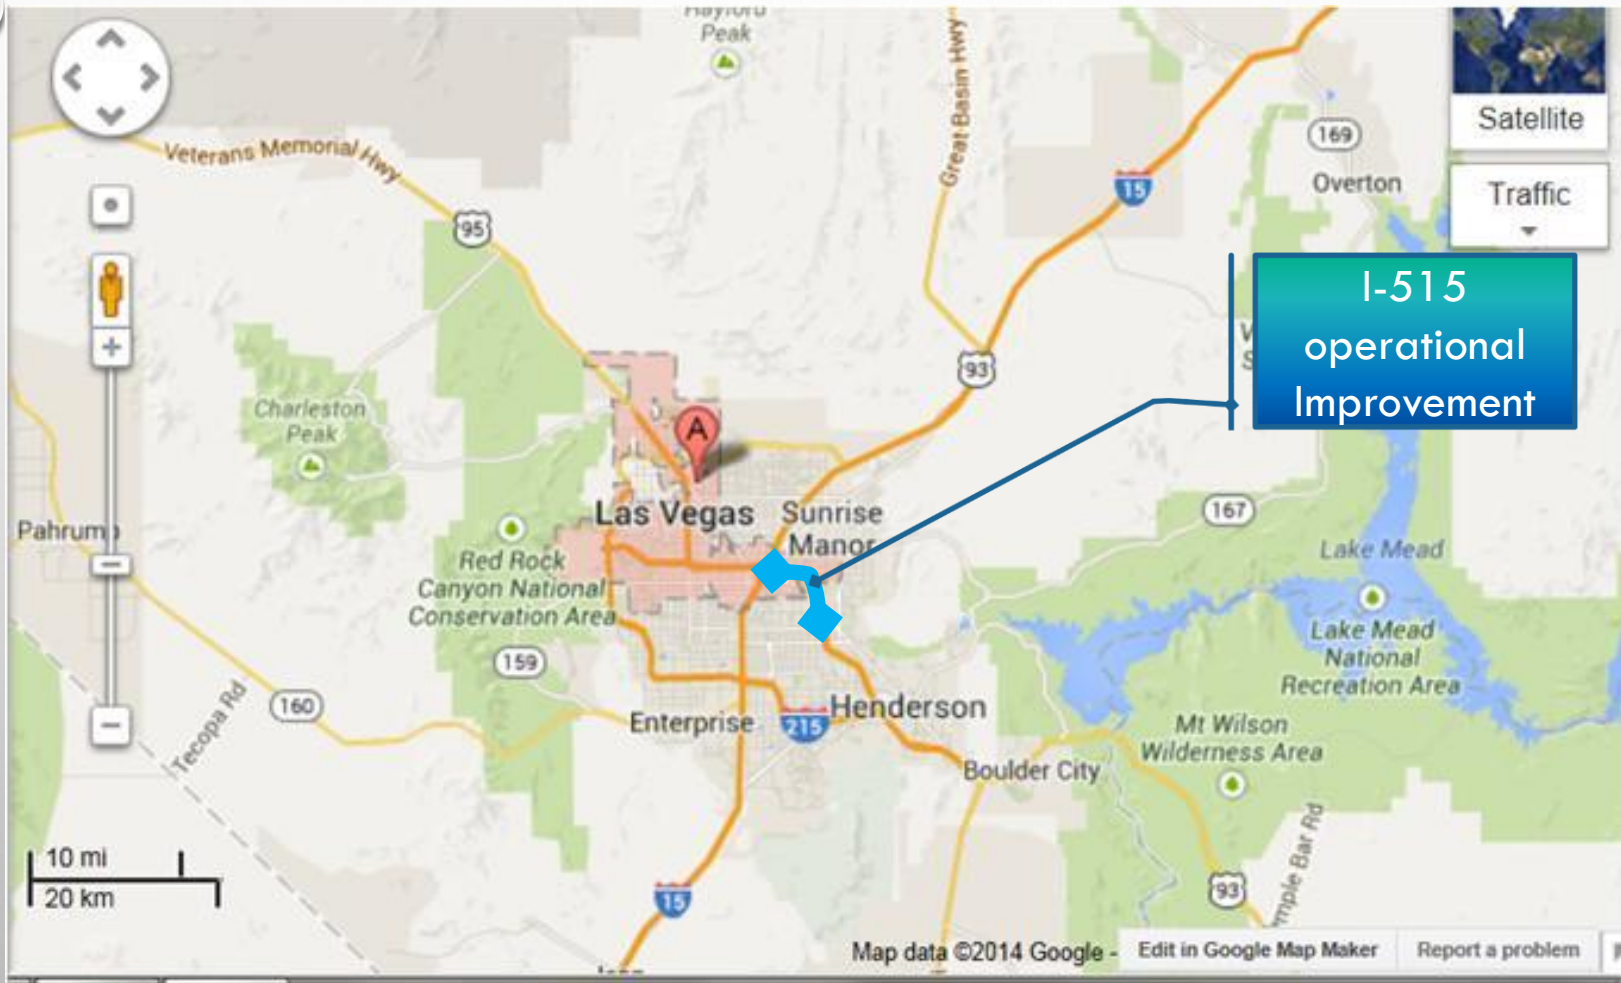 Hayford
Peak
Great Basin Hwy
Satellite
Traffic
169
Overton
15
Veterans Memorial Hwy
95
I-515
operational
Improvement
93
Charleston
Peak
A
Las Vegas
Sunrise
Manor
167
Pahrump
Lake Mead
Red Rock
Canyon National
Conservation Area
Lake Mead
National
Recreation Area
159
160
Tecopa Rd
Enterprise
215
Henderson
Mt Wilson
Wilderness Area
Boulder City
10 mi
20 km
15
93
Bar Rd
Map data ©2014 Google -
Edit in Google Map Maker
Report a problem